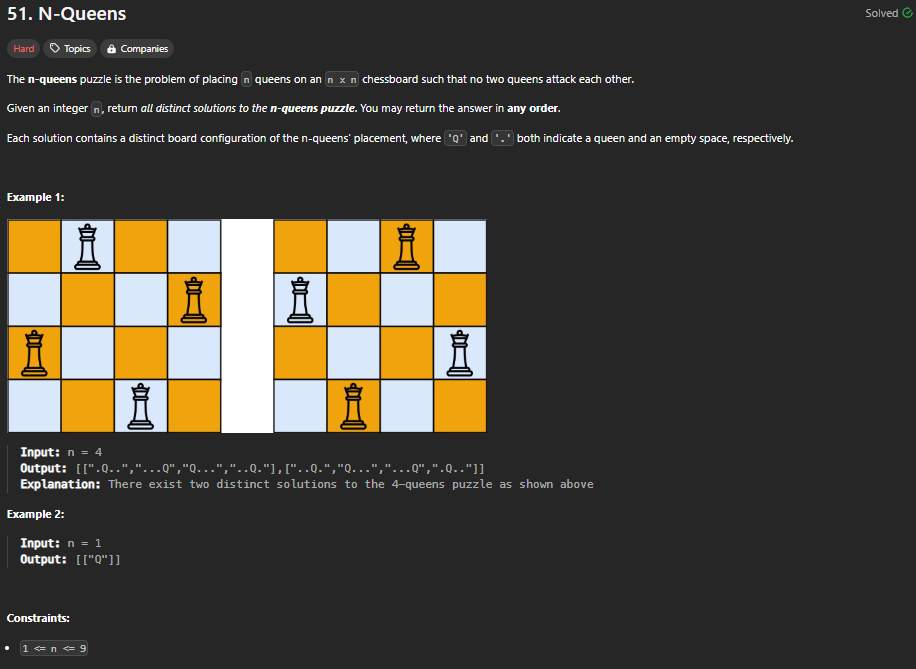 51. N-Queens
Solved
Hard Topics Companies
The n-queens puzzle is the problem of placing n queens on an n x n chessboard such that no two queens attack each other.
Given an integer n, return all distinct solutions to the n-queens puzzle. You may return the answer in any order.
Each solution contains a distinct board configuration of the n-queens' placement, where 'Q' and '.' both indicate a queen and an empty space, respectively.
Example 1:
Input: n = 4
Output: [[".Q..","...Q","Q...","..Q."],["..Q.","Q...","...Q",".Q.."]]
Explanation: There exist two distinct solutions to the 4-queens puzzle as shown above
Example 2:
Input: n = 1
Output: [["Q"]]
Constraints:
• 1 <= n <= 9